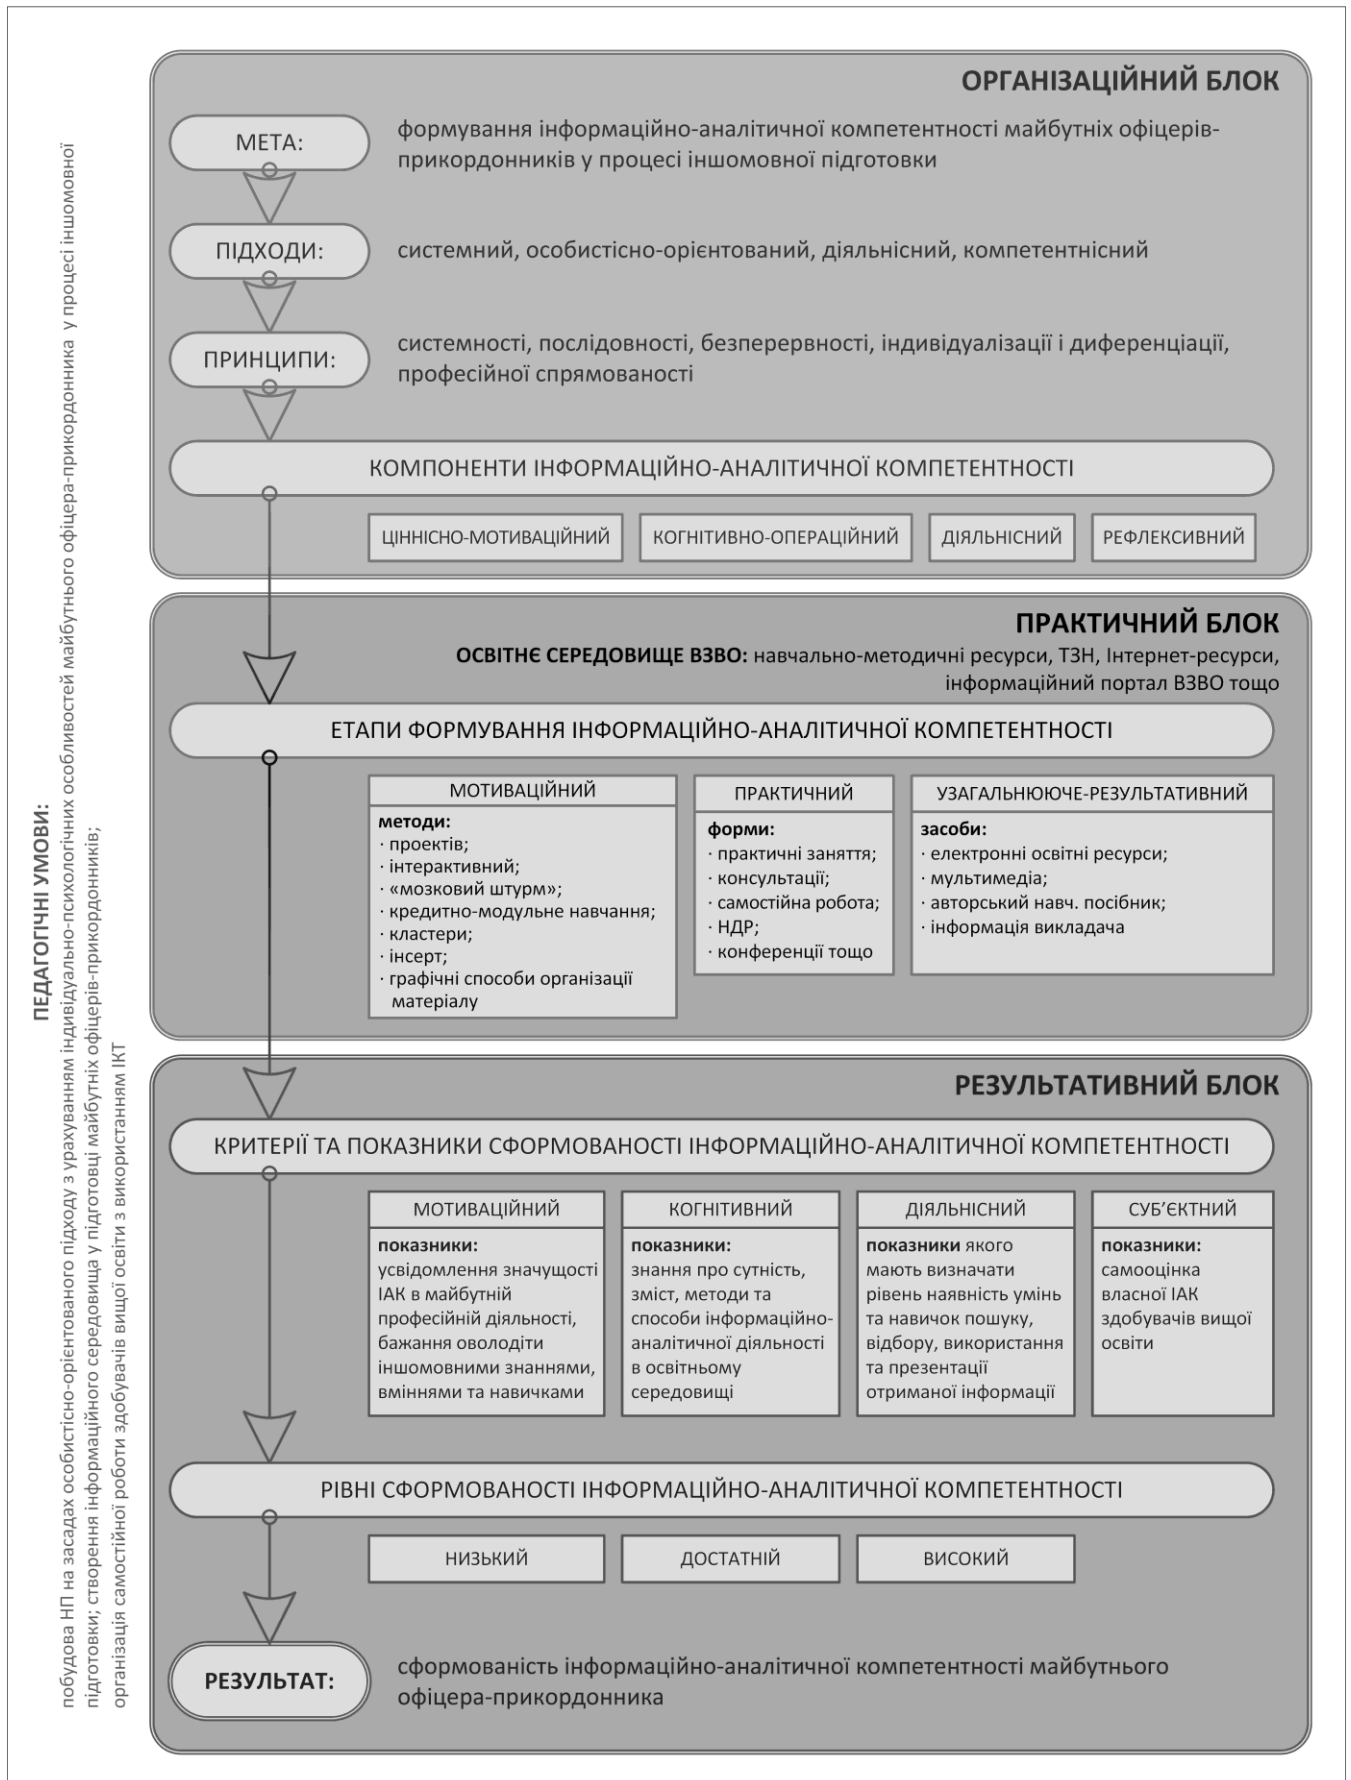 ПЕДАГОГІЧНІ УМОВИ:
побудова НП на засадах особистісно-орієнтованого підходу з урахуванням індивідуально-психологічних особливостей майбутнього офіцера-прикордонника у процесі іншомовної
підготовки; створення інформаційного середовища у підготовці майбутніх офіцерів-прикордонників;
організація самостійної роботи здобувачів вищої освіти з використанням ІКТ
ОРГАНІЗАЦІЙНИЙ БЛОК
МЕТА:
формування інформаційно-аналітичної компетентності майбутніх офіцерів-
прикордонників у процесі іншомовної підготовки
ПІДХОДИ:
системний, особистісно-орієнтований, діяльнісний, компетентнісний
ПРИНЦИПИ:
системності, послідовності, безперервності, індивідуалізації і диференціації,
професійної спрямованості
КОМПОНЕНТИ ІНФОРМАЦІЙНО-АНАЛІТИЧНОЇ КОМПЕТЕНТНОСТІ
ЦІННІСНО-МОТИВАЦІЙНИЙ
КОГНІТИВНО-ОПЕРАЦІЙНИЙ
ДІЯЛЬНІСНИЙ
РЕФЛЕКСИВНИЙ
ПРАКТИЧНИЙ БЛОК
ОСВІТНЄ СЕРЕДОВИЩЕ ВЗВО: навчально-методичні ресурси, ТЗН, Інтернет-ресурси,
інформаційний портал ВЗВО тощо
ЕТАПИ ФОРМУВАННЯ ІНФОРМАЦІЙНО-АНАЛІТИЧНОЇ КОМПЕТЕНТНОСТІ
МОТИВАЦІЙНИЙ
методи:
· проектів;
· інтерактивний;
· «мозковий штурм»;
· кредитно-модульне навчання;
· кластери;
· інсерт;
· графічні способи організації
матеріалу
ПРАКТИЧНИЙ
форми:
· практичні заняття;
· консультації;
· самостійна робота;
· НДР;
· конференції тощо
УЗАГАЛЬНЮЮЧЕ-РЕЗУЛЬТАТИВНИЙ
засоби:
· електронні освітні ресурси;
· мультимедіа;
· авторський навч. посібник;
· інформація викладача
РЕЗУЛЬТАТИВНИЙ БЛОК
КРИТЕРІЇ ТА ПОКАЗНИКИ СФОРМОВАНОСТІ ІНФОРМАЦІЙНО-АНАЛІТИЧНОЇ КОМПЕТЕНТНОСТІ
МОТИВАЦІЙНИЙ
показники:
усвідомлення значущості
ІАК в майбутній
професійній діяльності,
бажання оволодіти
іншомовними знаннями,
вміннями та навичками
КОГНІТИВНИЙ
показники:
знання про сутність,
зміст, методи та
способи інформаційно-
аналітичної діяльності
в освітньому
середовищі
ДІЯЛЬНІСНИЙ
показники якого
мають визначати
рівень наявність умінь
та навичок пошуку,
відбору, використання
та презентації
отриманої інформації
СУБ’ЄКТНИЙ
показники:
самооцінка
власної ІАК
здобувачів вищої
освіти
РІВНІ СФОРМОВАНОСТІ ІНФОРМАЦІЙНО-АНАЛІТИЧНОЇ КОМПЕТЕНТНОСТІ
НИЗЬКИЙ
ДОСТАТНІЙ
ВИСОКИЙ
РЕЗУЛЬТАТ:
сформованість інформаційно-аналітичної компетентності майбутнього
офіцера-прикордонника